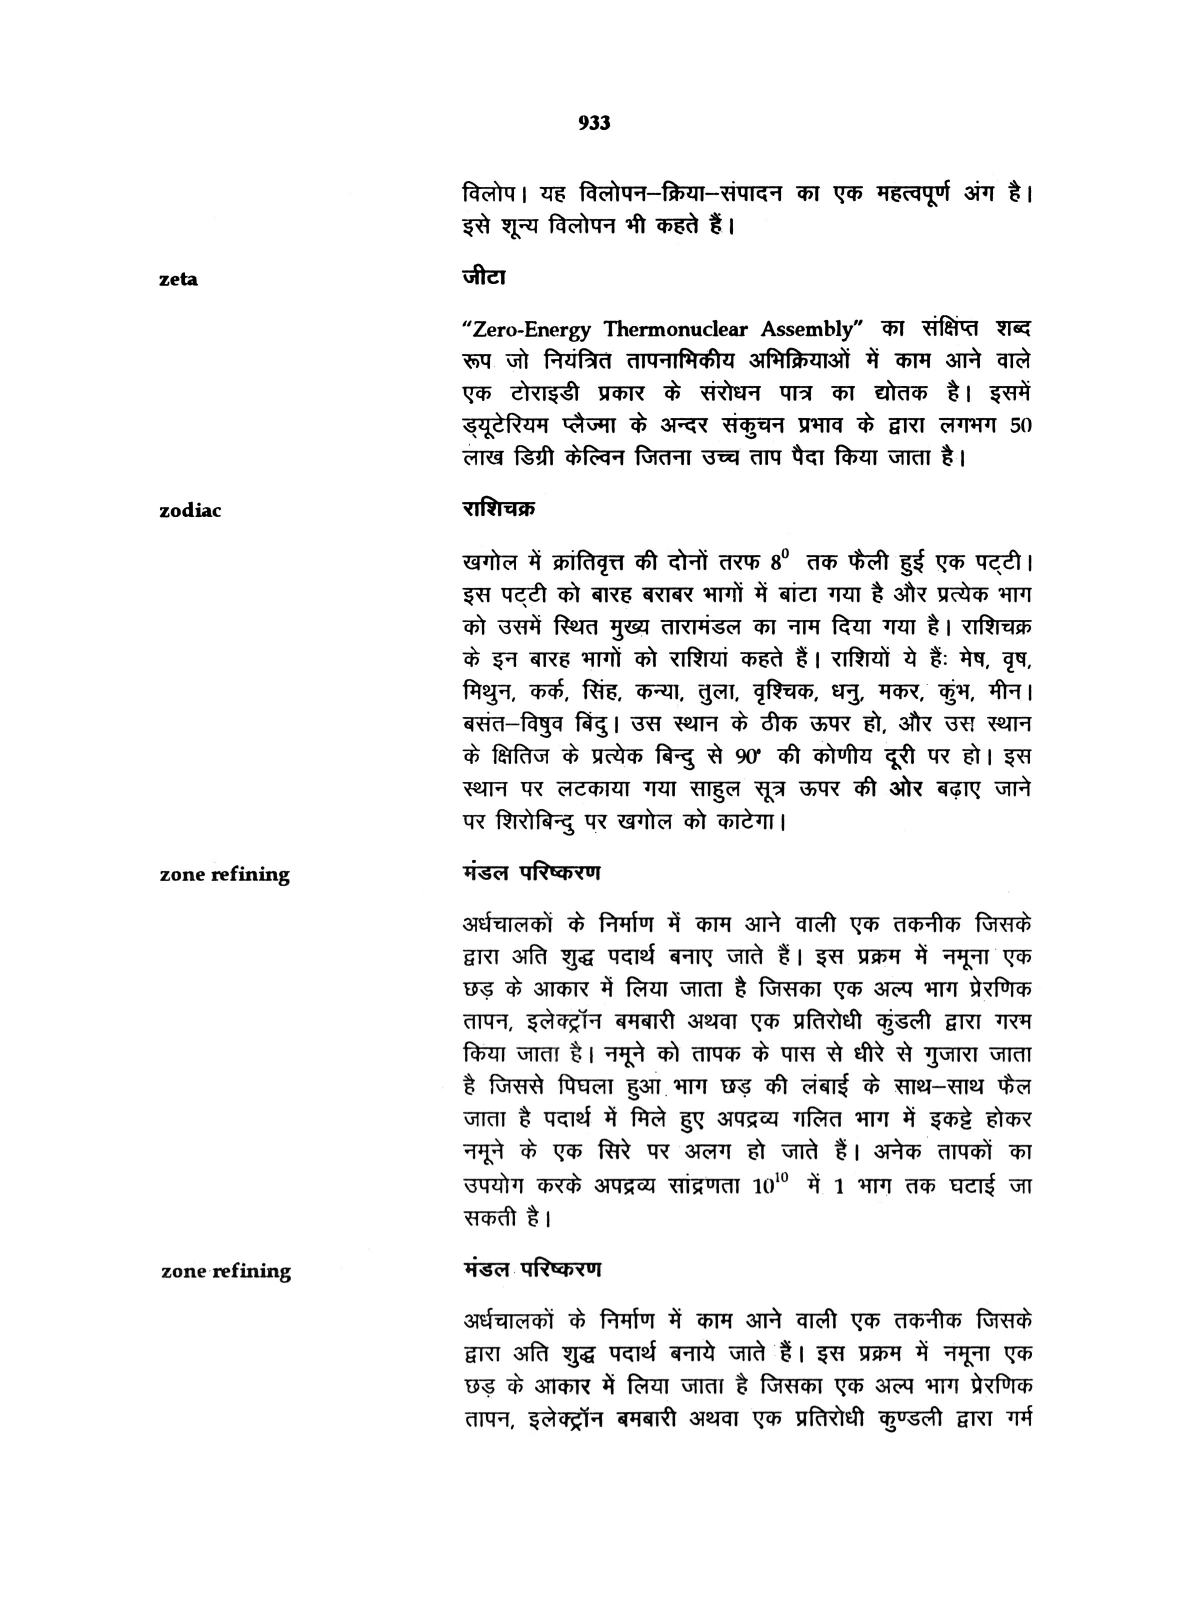 933
विलोप। यह विलोपन–क्रिया–संपादन का एक महत्वपूर्ण अंग है।
इसे शून्य विलोपन भी कहते हैं।
zeta जीटा
“Zero-Energy Thermonuclear Assembly” का संक्षिप्त शब्द
रूप जो नियंत्रित तापनाभिकीय अभिक्रियाओं में काम आने वाले
एक टोराइडी प्रकार के संरोधन पात्र का द्योतक है। इसमें
ड्यूटेरियम प्लैज्मा के अन्दर संकुचन प्रभाव के द्वारा लगभग 50
लाख डिग्री केल्विन जितना उच्च ताप पैदा किया जाता है।
zodiac राशिचक्र
खगोल में क्रांतिवृत्त की दोनों तरफ 8⁰ तक फैली हुई एक पट्टी।
इस पट्टी को बारह बराबर भागों में बांटा गया है और प्रत्येक भाग
को उसमें स्थित मुख्य तारामंडल का नाम दिया गया है। राशिचक्र
के इन बारह भागों को राशियां कहते हैं। राशियों ये हैंः मेष, वृष,
मिथुन, कर्क, सिंह, कन्या, तुला, वृश्चिक, धनु, मकर, कुंभ, मीन।
बसंत–विषुव बिंदु। उस स्थान के ठीक ऊपर हो, और उस स्थान
के क्षितिज के प्रत्येक बिन्दु से 90° की कोणीय दूरी पर हो। इस
स्थान पर लटकाया गया साहुल सूत्र ऊपर की ओर बढ़ाए जाने
पर शिरोबिन्दु पर खगोल को काटेगा।
zone refining मंडल परिष्करण
अर्धचालकों के निर्माण में काम आने वाली एक तकनीक जिसके
द्वारा अति शुद्ध पदार्थ बनाए जाते हैं। इस प्रक्रम में नमूना एक
छड़ के आकार में लिया जाता है जिसका एक अल्प भाग प्रेरणिक
तापन, इलेक्ट्रॉन बमबारी अथवा एक प्रतिरोधी कुंडली द्वारा गरम
किया जाता है। नमूने को तापक के पास से धीरे से गुजारा जाता
है जिससे पिघला हुआ भाग छड़ की लंबाई के साथ–साथ फैल
जाता है पदार्थ में मिले हुए अपद्रव्य गलित भाग में इकट्टे होकर
नमूने के एक सिरे पर अलग हो जाते हैं। अनेक तापकों का
उपयोग करके अपद्रव्य सांद्रणता 10¹⁰ में 1 भाग तक घटाई जा
सकती है।
zone refining मंडल परिष्करण
अर्धचालकों के निर्माण में काम आने वाली एक तकनीक जिसके
द्वारा अति शुद्ध पदार्थ बनाये जाते हैं। इस प्रक्रम में नमूना एक
छड़ के आकार में लिया जाता है जिसका एक अल्प भाग प्रेरणिक
तापन, इलेक्ट्रॉन बमबारी अथवा एक प्रतिरोधी कुण्डली द्वारा गर्म